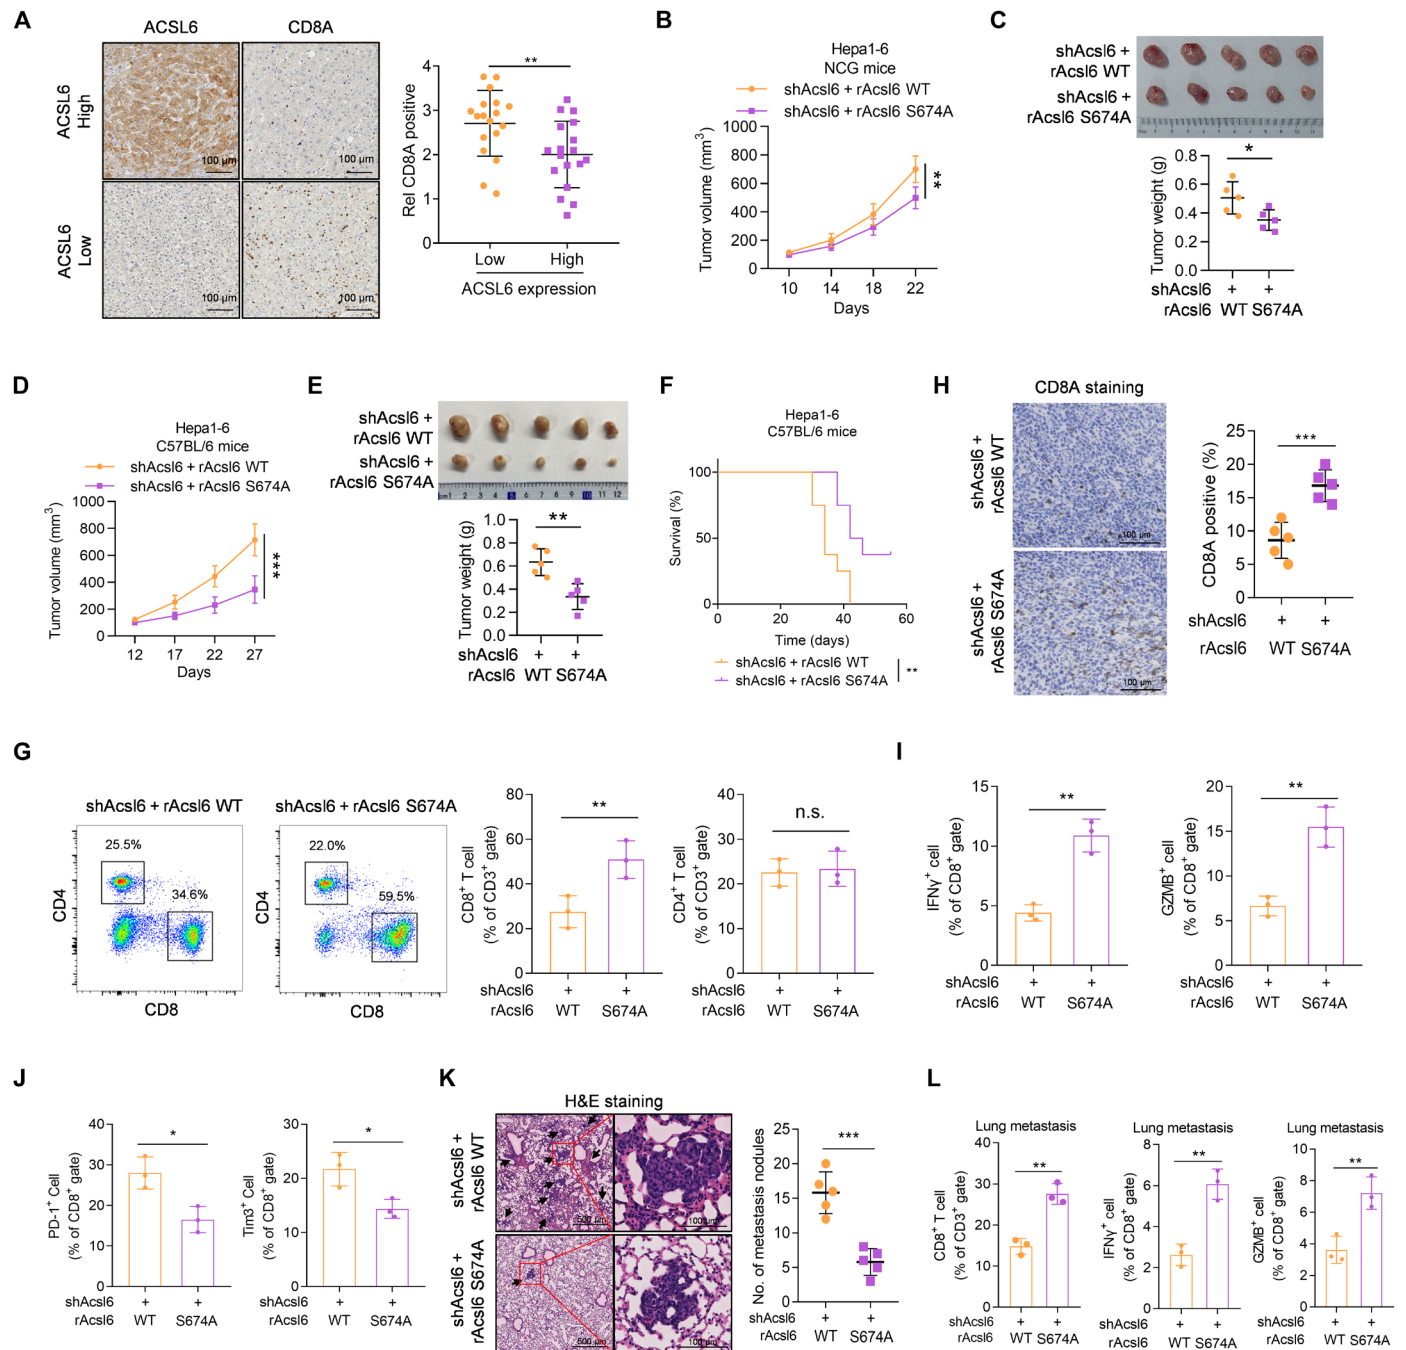 A
ACSL6
CD8A
ACSL6
High
100 µm
100 µm
ACSL6
Low
100 µm
100 µm
Rel CD8A positive
4
3
2
1
0
**
Low
High
ACSL6 expression
B
Hepa1-6
NCG mice
shAcsl6 + rAcsl6 WT
shAcsl6 + rAcsl6 S674A
Tumor volume (mm³)
1000
800
600
400
200
0
**
10
14
18
22
Days
C
shAcsl6 +
rAcsl6 WT
shAcsl6 +
rAcsl6 S674A
Tumor weight (g)
0.8
0.6
0.4
0.2
0.0
*
shAcsl6 + +
rAcsl6 WT S674A
D
Hepa1-6
C57BL/6 mice
shAcsl6 + rAcsl6 WT
shAcsl6 + rAcsl6 S674A
Tumor volume (mm³)
1000
800
600
400
200
0
***
12
17
22
27
Days
E
shAcsl6 +
rAcsl6 WT
shAcsl6 +
rAcsl6 S674A
cm1 2 3 4 5 6 7 8 9 10 11 12
Tumor weight (g)
1.0
0.8
0.6
0.4
0.2
0.0
**
shAcsl6 + +
rAcsl6 WT S674A
F
Hepa1-6
C57BL/6 mice
Survival (%)
100
50
0
0
20
40
60
Time (days)
shAcsl6 + rAcsl6 WT
shAcsl6 + rAcsl6 S674A
**
H
CD8A staining
shAcsl6 +
rAcsl6 WT
100 µm
shAcsl6 +
rAcsl6 S674A
100 µm
CD8A positive (%)
25
20
15
10
5
0
***
shAcsl6 + +
rAcsl6 WT S674A
G
shAcsl6 + rAcsl6 WT
shAcsl6 + rAcsl6 S674A
CD4
25.5%
34.6%
CD8
CD4
22.0%
59.5%
CD8
CD8⁺ T cell
(% of CD3⁺ gate)
80
60
40
20
0
**
shAcsl6 + +
rAcsl6 WT S674A
CD4⁺ T cell
(% of CD3⁺ gate)
40
30
20
10
0
n.s.
shAcsl6 + +
rAcsl6 WT S674A
I
IFNγ⁺ cell
(% of CD8⁺ gate)
15
10
5
0
**
shAcsl6 + +
rAcsl6 WT S674A
GZMB⁺ cell
(% of CD8⁺ gate)
20
15
10
5
0
**
shAcsl6 + +
rAcsl6 WT S674A
J
PD-1⁺ Cell
(% of CD8⁺ gate)
40
30
20
10
0
*
shAcsl6 + +
rAcsl6 WT S674A
Tim3⁺ Cell
(% of CD8⁺ gate)
30
20
10
0
*
shAcsl6 + +
rAcsl6 WT S674A
K
H&E staining
shAcsl6 +
rAcsl6 WT
500 µm
100 µm
shAcsl6 +
rAcsl6 S674A
500 µm
100 µm
No. of metastasis nodules
25
20
15
10
5
0
***
shAcsl6 + +
rAcsl6 WT S674A
L
Lung metastasis
CD8⁺ T cell
(% of CD3⁺ gate)
40
30
20
10
0
**
shAcsl6 + +
rAcsl6 WT S674A
Lung metastasis
IFNγ⁺ cell
(% of CD8⁺ gate)
8
6
4
2
0
**
shAcsl6 + +
rAcsl6 WT S674A
Lung metastasis
GZMB⁺ cell
(% of CD8⁺ gate)
10
8
6
4
2
0
**
shAcsl6 + +
rAcsl6 WT S674A